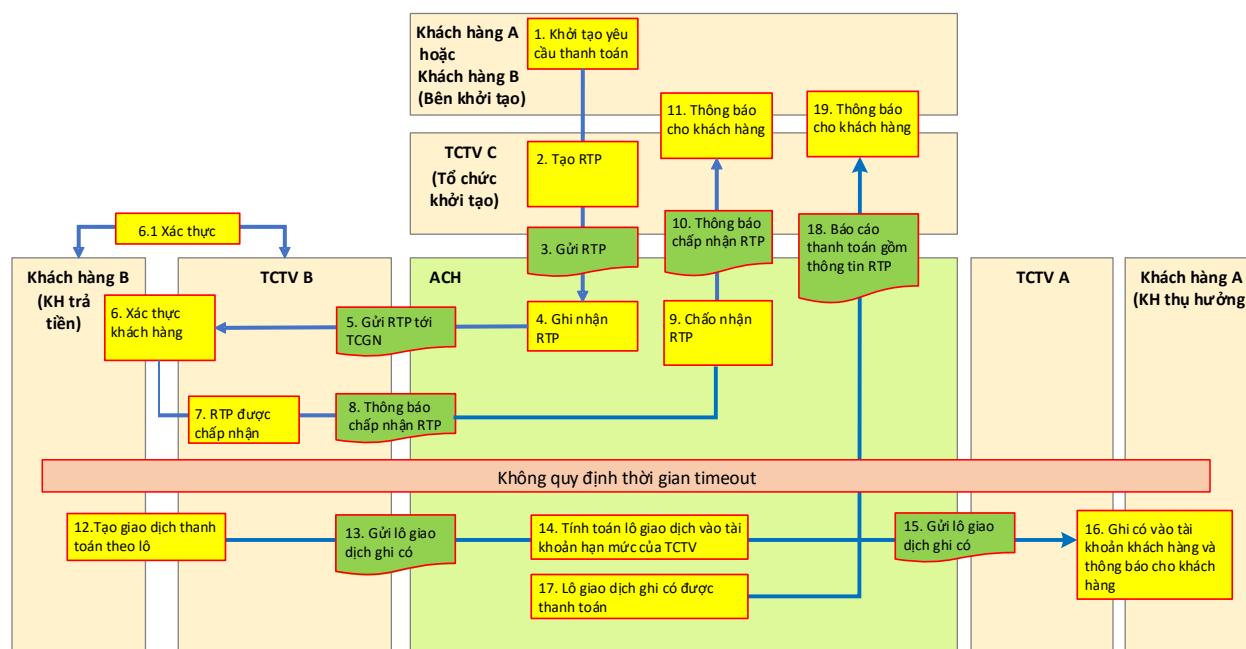 Khách hàng A
hoặc
Khách hàng B
(Bên khởi tạo)
1. Khởi tạo yêu
cầu thanh toán
11. Thông báo
cho khách hàng
19. Thông báo
cho khách hàng
TCTV C
(Tổ chức
khởi tạo)
2. Tạo RTP
6.1 Xác thực
3. Gửi RTP
10. Thông báo
chấp nhận RTP
18. Báo cáo
thanh toán gồm
thông tin RTP
Khách hàng B
(KH trả
tiền)
TCTV B
ACH
TCTV A
Khách hàng A
(KH thụ hưởng)
6. Xác thực
khách hàng
5. Gửi RTP tới
TCGN
4. Ghi nhận
RTP
9. Chấo nhận
RTP
7. RTP được
chấp nhận
8. Thông báo
chấp nhận RTP
Không quy định thời gian timeout
12.Tạo giao dịch thanh
toán theo lô
13. Gửi lô giao
dịch ghi có
14. Tính toán lô giao dịch vào tài
khoản hạn mức của TCTV
15. Gửi lô giao
dịch ghi có
16. Ghi có vào tài
khoản khách hàng và
thông báo cho khách
hàng
17. Lô giao dịch ghi có được
thanh toán